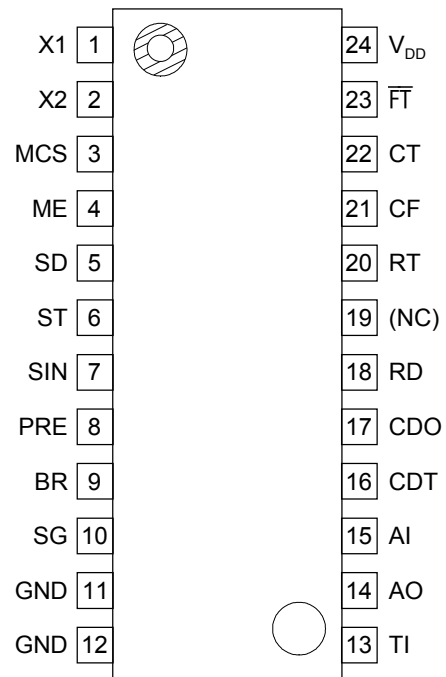 X1 1 24 V_DD
X2 2 23 F̅T̅
MCS 3 22 CT
ME 4 21 CF
SD 5 20 RT
ST 6 19 (NC)
SIN 7 18 RD
PRE 8 17 CDO
BR 9 16 CDT
SG 10 15 AI
GND 11 14 AO
GND 12 13 TI